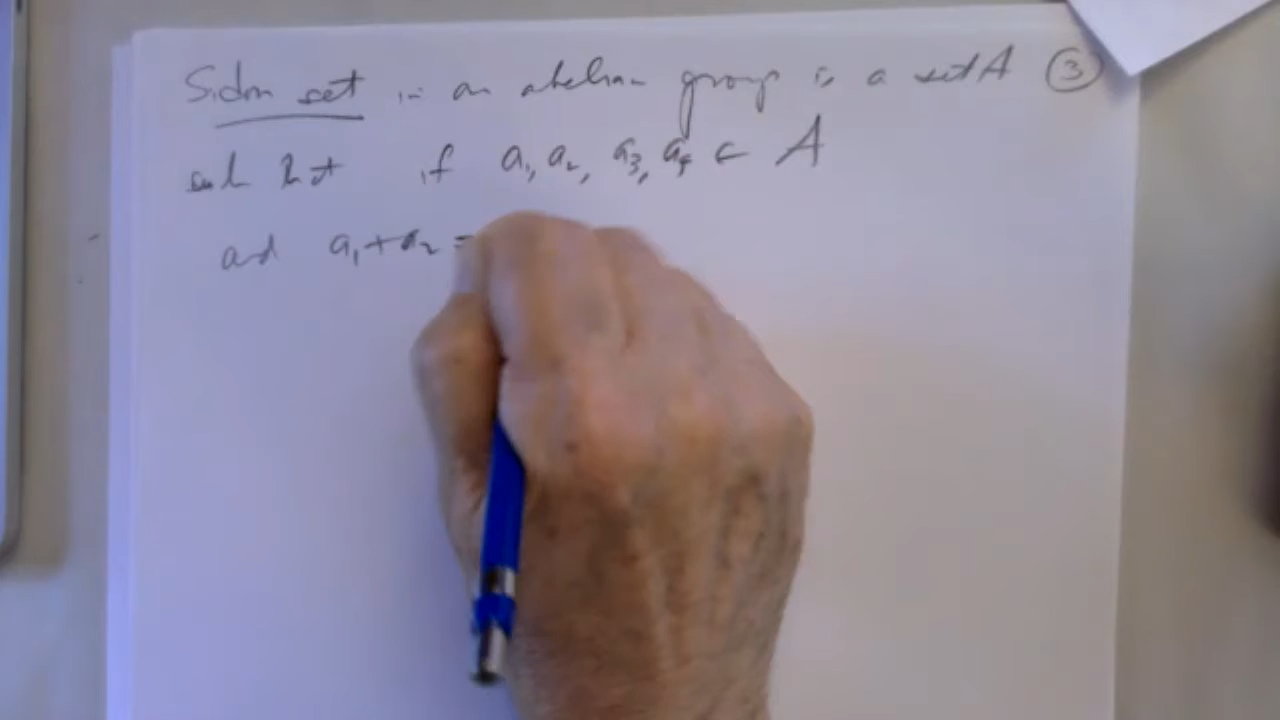 Sidon set in an abelian group is a set A ③
such that if a₁, a₂, a₃, a₄ ∈ A
and a₁+a₂ =